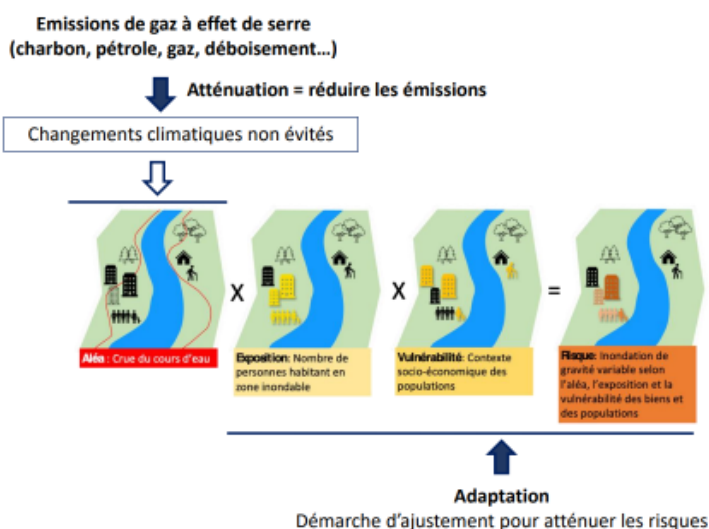 Emissions de gaz à effet de serre
(charbon, pétrole, gaz, déboisement...)
Atténuation = réduire les émissions
Changements climatiques non évités
X
X
=
Aléa : Crue du cours d'eau
Exposition: Nombre de
personnes habitant en
zone inondable
Vulnérabilité: Contexte
socio-économique des
populations
Risque: Inondation de
gravité variable selon
l'aléa, l'exposition et la
vulnérabilité des biens et
des populations
Adaptation
Démarche d'ajustement pour atténuer les risques